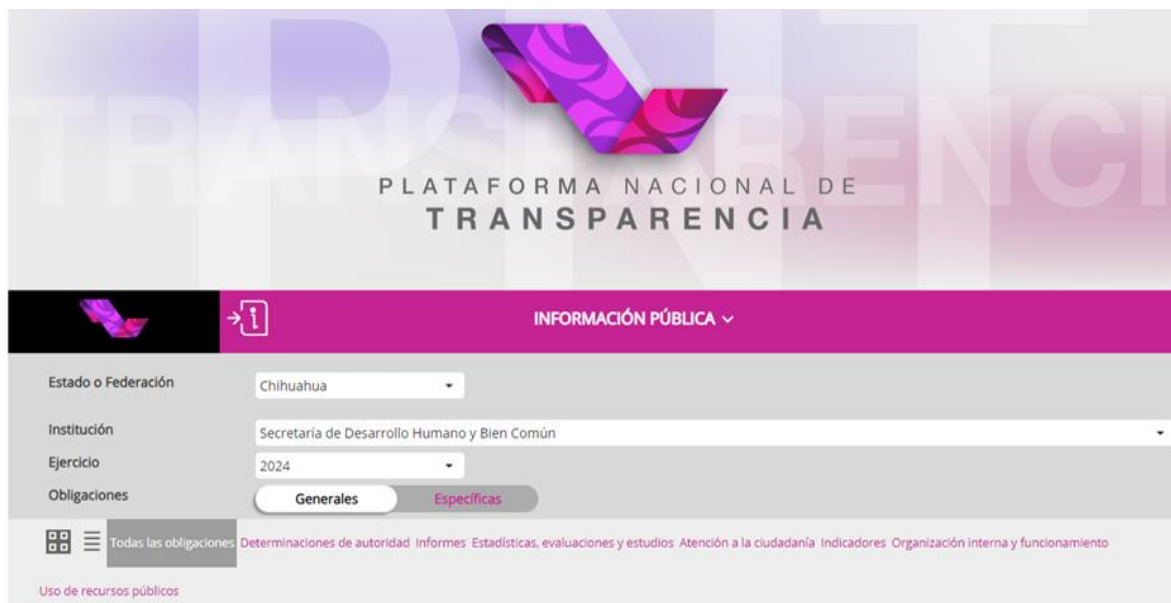 PNT
TRANSPARENCI
PLATAFORMA NACIONAL DE
TRANSPARENCIA
INFORMACIÓN PÚBLICA
Estado o Federación
Chihuahua
Institución
Secretaría de Desarrollo Humano y Bien Común
Ejercicio
2024
Obligaciones
Generales
Específicas
Todas las obligaciones Determinaciones de autoridad Informes Estadísticas, evaluaciones y estudios Atención a la ciudadanía Indicadores Organización interna y funcionamiento
Uso de recursos públicos